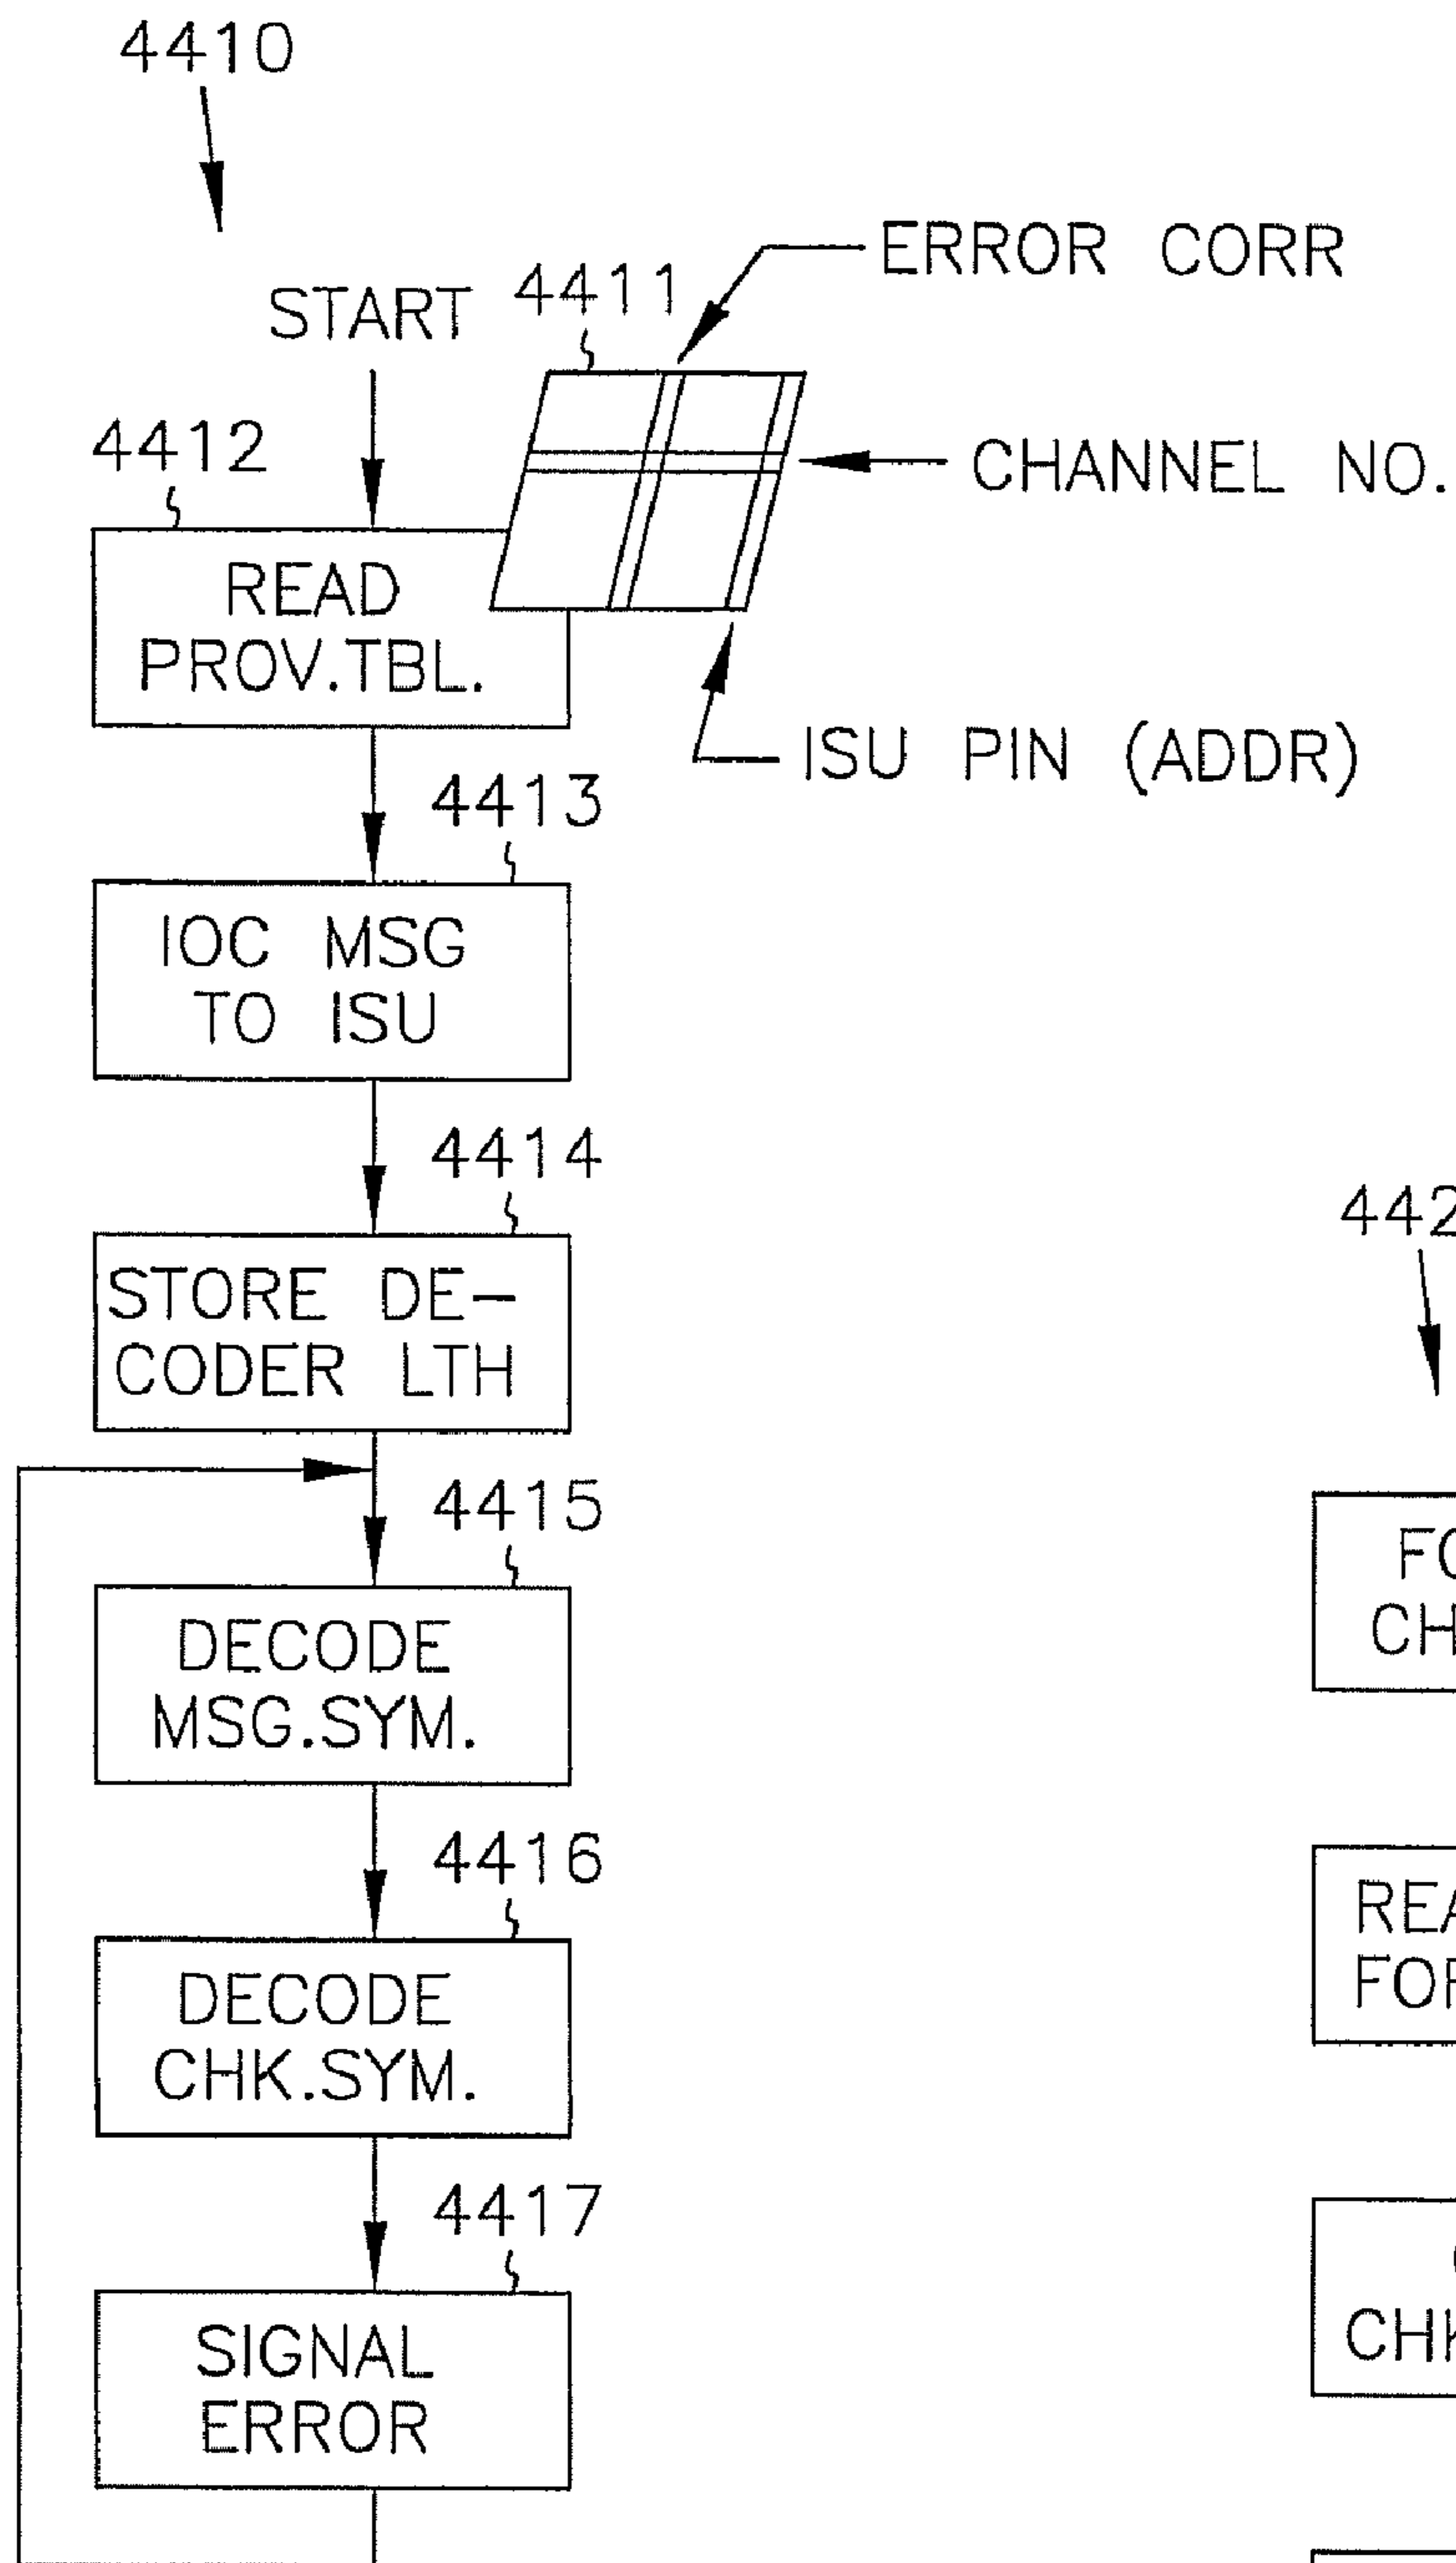 4410
ERROR CORR
START
4411
4412
CHANNEL NO.
READ
PROV.TBL.
ISU PIN (ADDR)
4413
IOC MSG
TO ISU
4414
STORE DE-
CODER LTH
4415
DECODE
MSG.SYM.
4416
DECODE
CHK.SYM.
4417
SIGNAL
ERROR